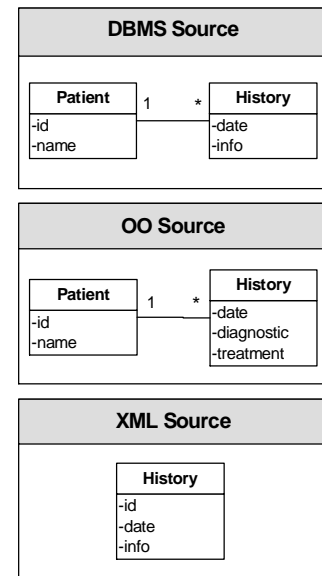 DBMS Source
Patient 1 * History
-id -date
-name -info
OO Source
Patient 1 * History
-id -date
-name -diagnostic
-treatment
XML Source
History
-id
-date
-info